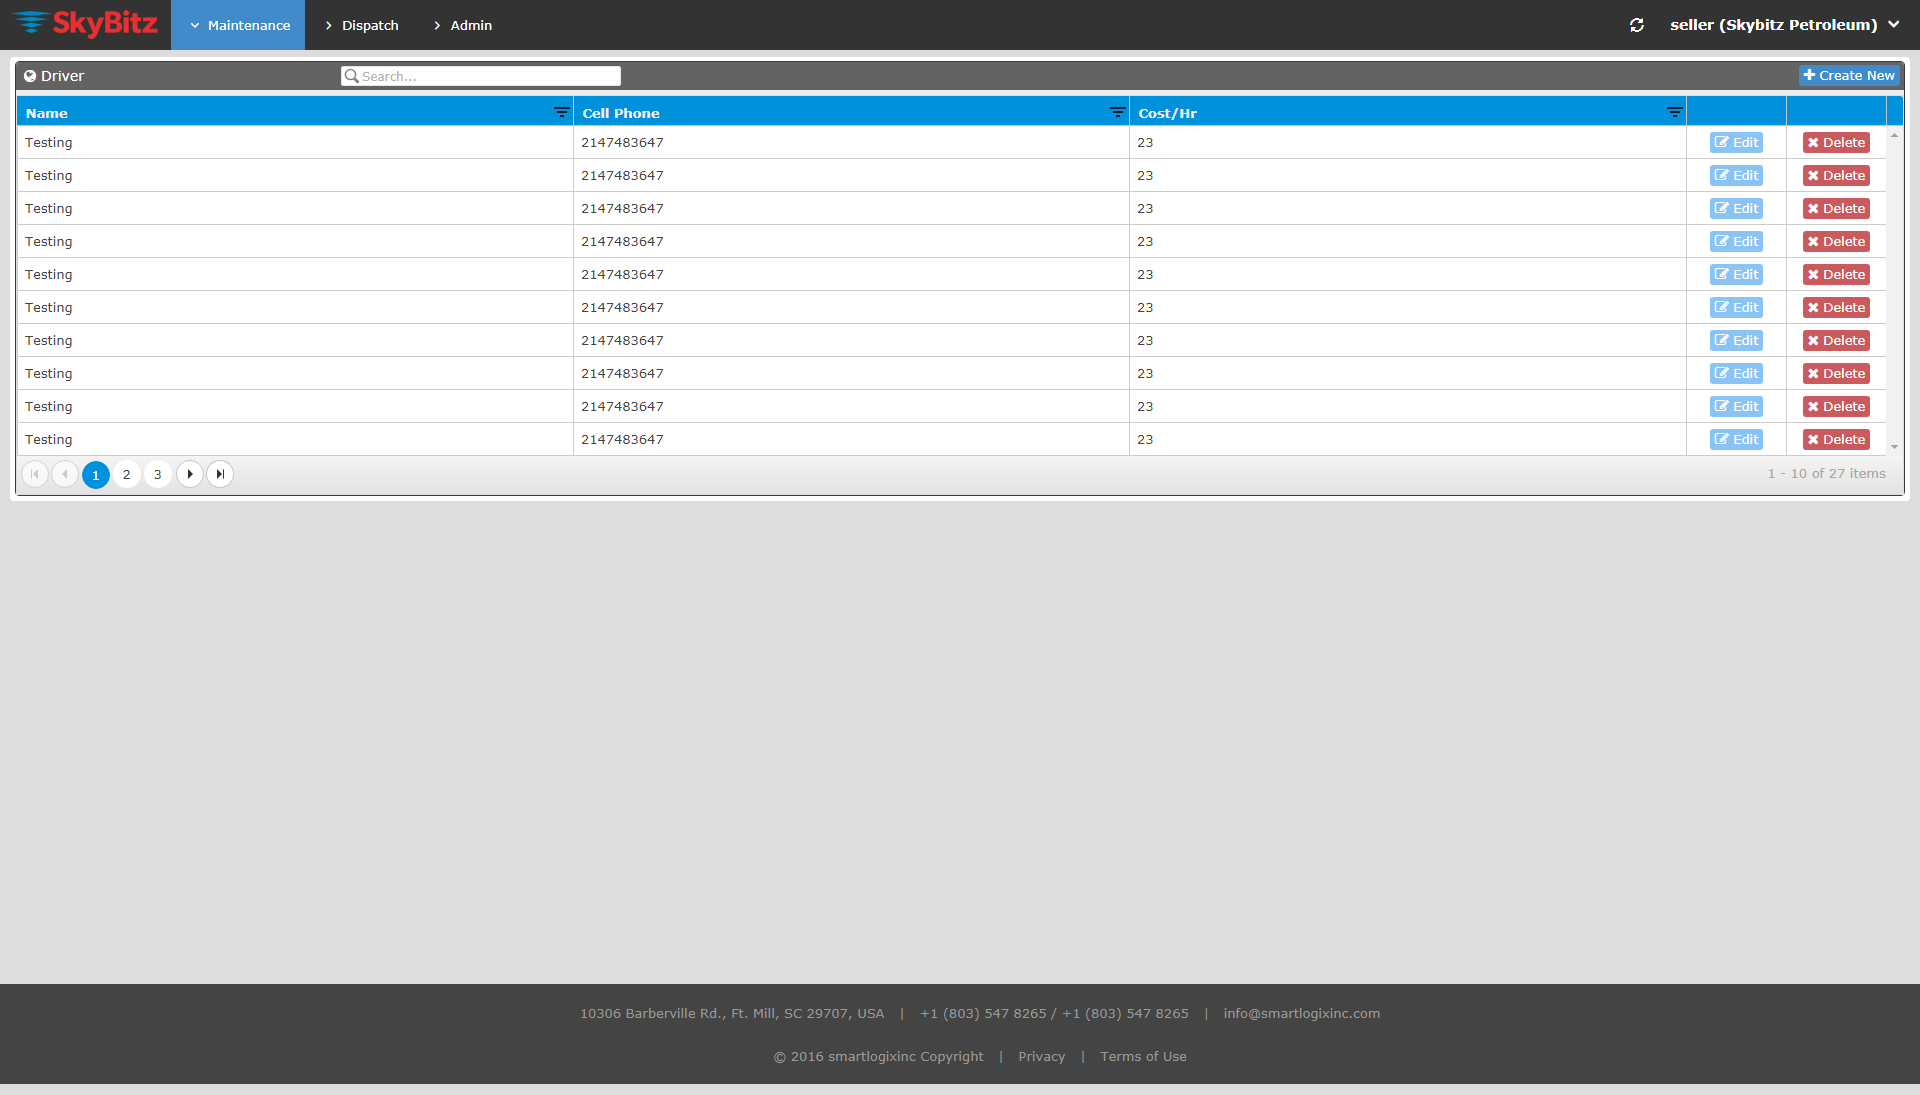 SkyBitz Maintenance Dispatch Admin seller (Skybitz Petroleum)
Driver Search... Create New
Name Cell Phone Cost/Hr
Testing 2147483647 23 Edit Delete
Testing 2147483647 23 Edit Delete
Testing 2147483647 23 Edit Delete
Testing 2147483647 23 Edit Delete
Testing 2147483647 23 Edit Delete
Testing 2147483647 23 Edit Delete
Testing 2147483647 23 Edit Delete
Testing 2147483647 23 Edit Delete
Testing 2147483647 23 Edit Delete
Testing 2147483647 23 Edit Delete
1 2 3 1 - 10 of 27 items
10306 Barberville Rd., Ft. Mill, SC 29707, USA | +1 (803) 547 8265 / +1 (803) 547 8265 | info@smartlogixinc.com
© 2016 smartlogixinc Copyright | Privacy | Terms of Use